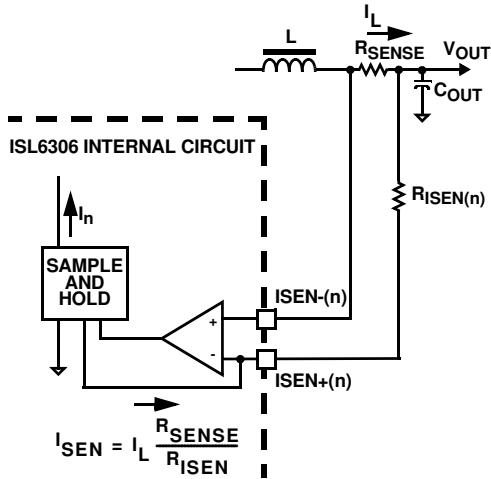 I_L
L
R_SENSE
V_OUT
C_OUT
ISL6306 INTERNAL CIRCUIT
R_ISEN(n)
I_n
SAMPLE
AND
HOLD
+
ISEN-(n)
-
ISEN+(n)
I_SEN = I_L R_SENSE / R_ISEN